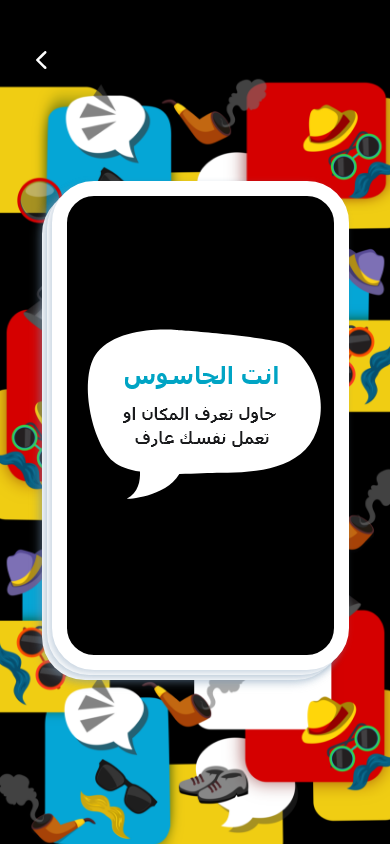 انت الجاسوس
حاول تعرف المكان او
تعمل نفسك عارف